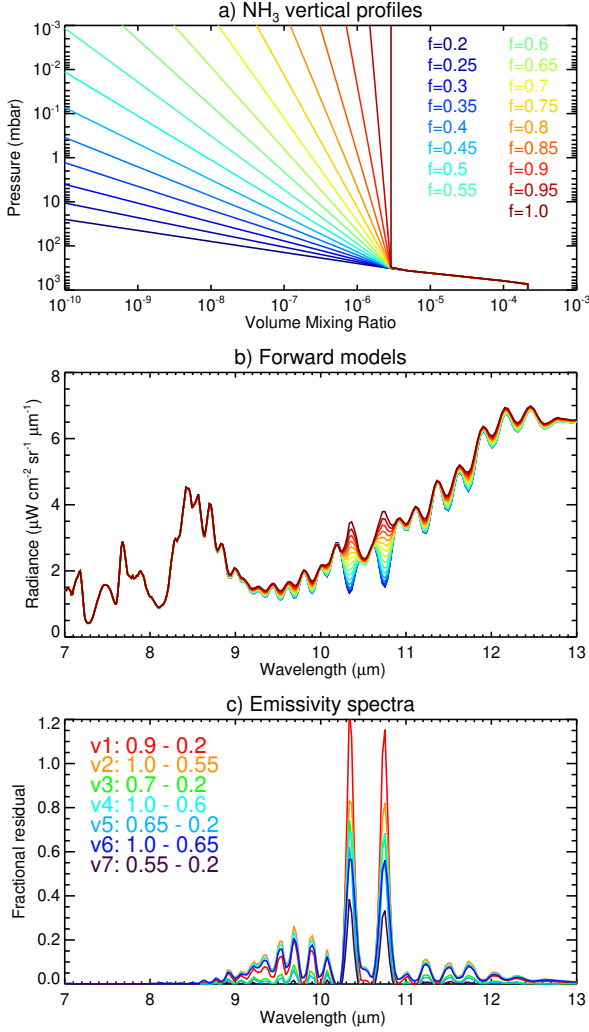 a) NH₃ vertical profiles
Pressure (mbar)
10⁻³
10⁻²
10⁻¹
1
10
10²
10³
f=0.2
f=0.25
f=0.3
f=0.35
f=0.4
f=0.45
f=0.5
f=0.55
f=0.6
f=0.65
f=0.7
f=0.75
f=0.8
f=0.85
f=0.9
f=0.95
f=1.0
10⁻¹⁰ 10⁻⁹ 10⁻⁸ 10⁻⁷ 10⁻⁶ 10⁻⁵ 10⁻⁴ 10⁻³
Volume Mixing Ratio
b) Forward models
Radiance (μW cm⁻² sr⁻¹ μm⁻¹)
8
6
4
2
0
7 8 9 10 11 12 13
Wavelength (μm)
c) Emissivity spectra
Fractional residual
1.2
1.0
0.8
0.6
0.4
0.2
0.0
v1: 0.9 - 0.2
v2: 1.0 - 0.55
v3: 0.7 - 0.2
v4: 1.0 - 0.6
v5: 0.65 - 0.2
v6: 1.0 - 0.65
v7: 0.55 - 0.2
7 8 9 10 11 12 13
Wavelength (μm)